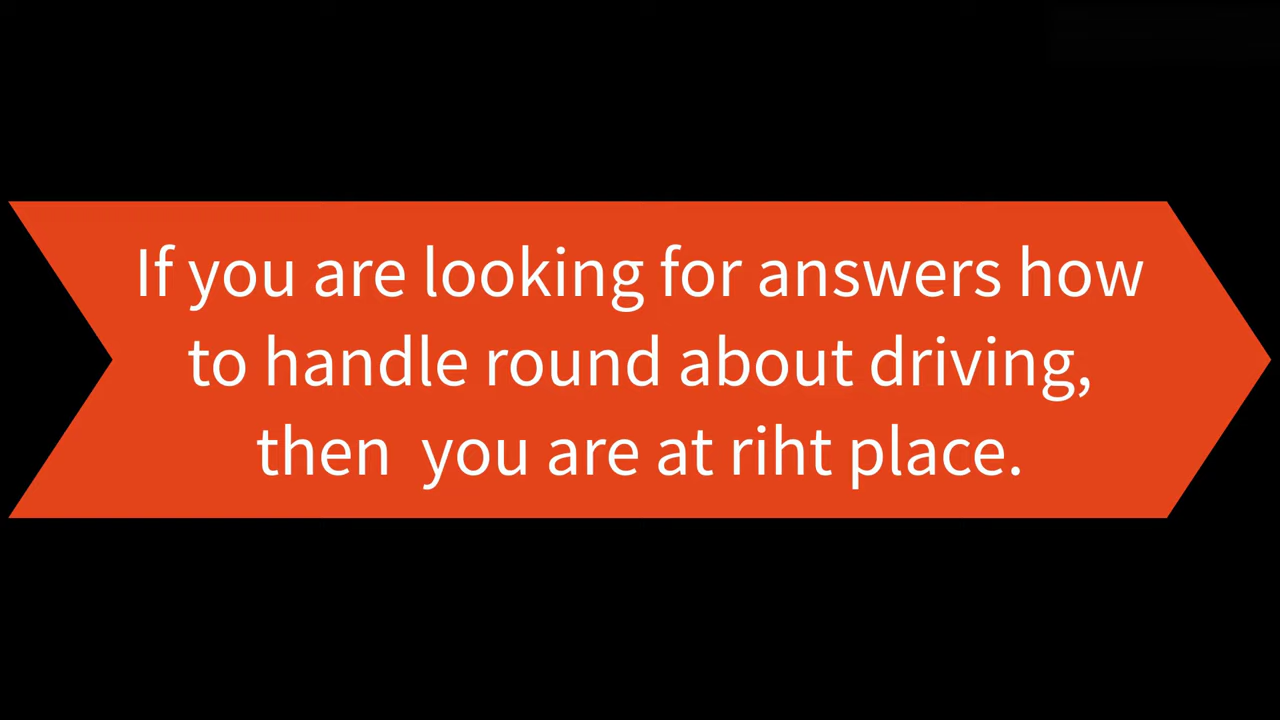 If you are looking for answers how
to handle round about driving,
then  you are at riht place.